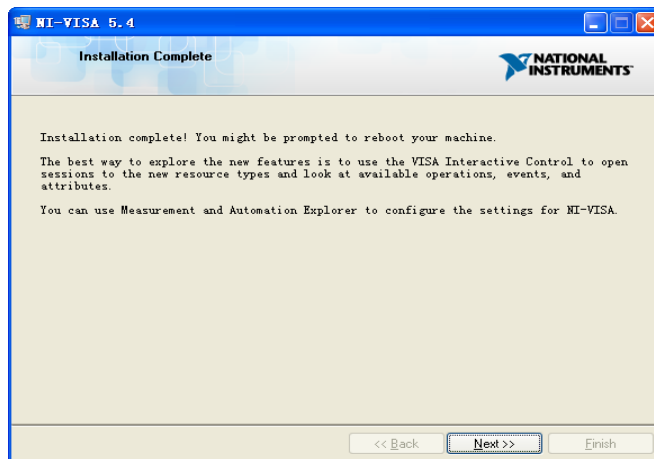 NI-VISA 5.4
Installation Complete
NATIONAL
INSTRUMENTS™
Installation complete! You might be prompted to reboot your machine.
The best way to explore the new features is to use the VISA Interactive Control to open
sessions to the new resource types and look at available operations, events, and
attributes.
You can use Measurement and Automation Explorer to configure the settings for NI-VISA.
<< Back
Next >>
Finish